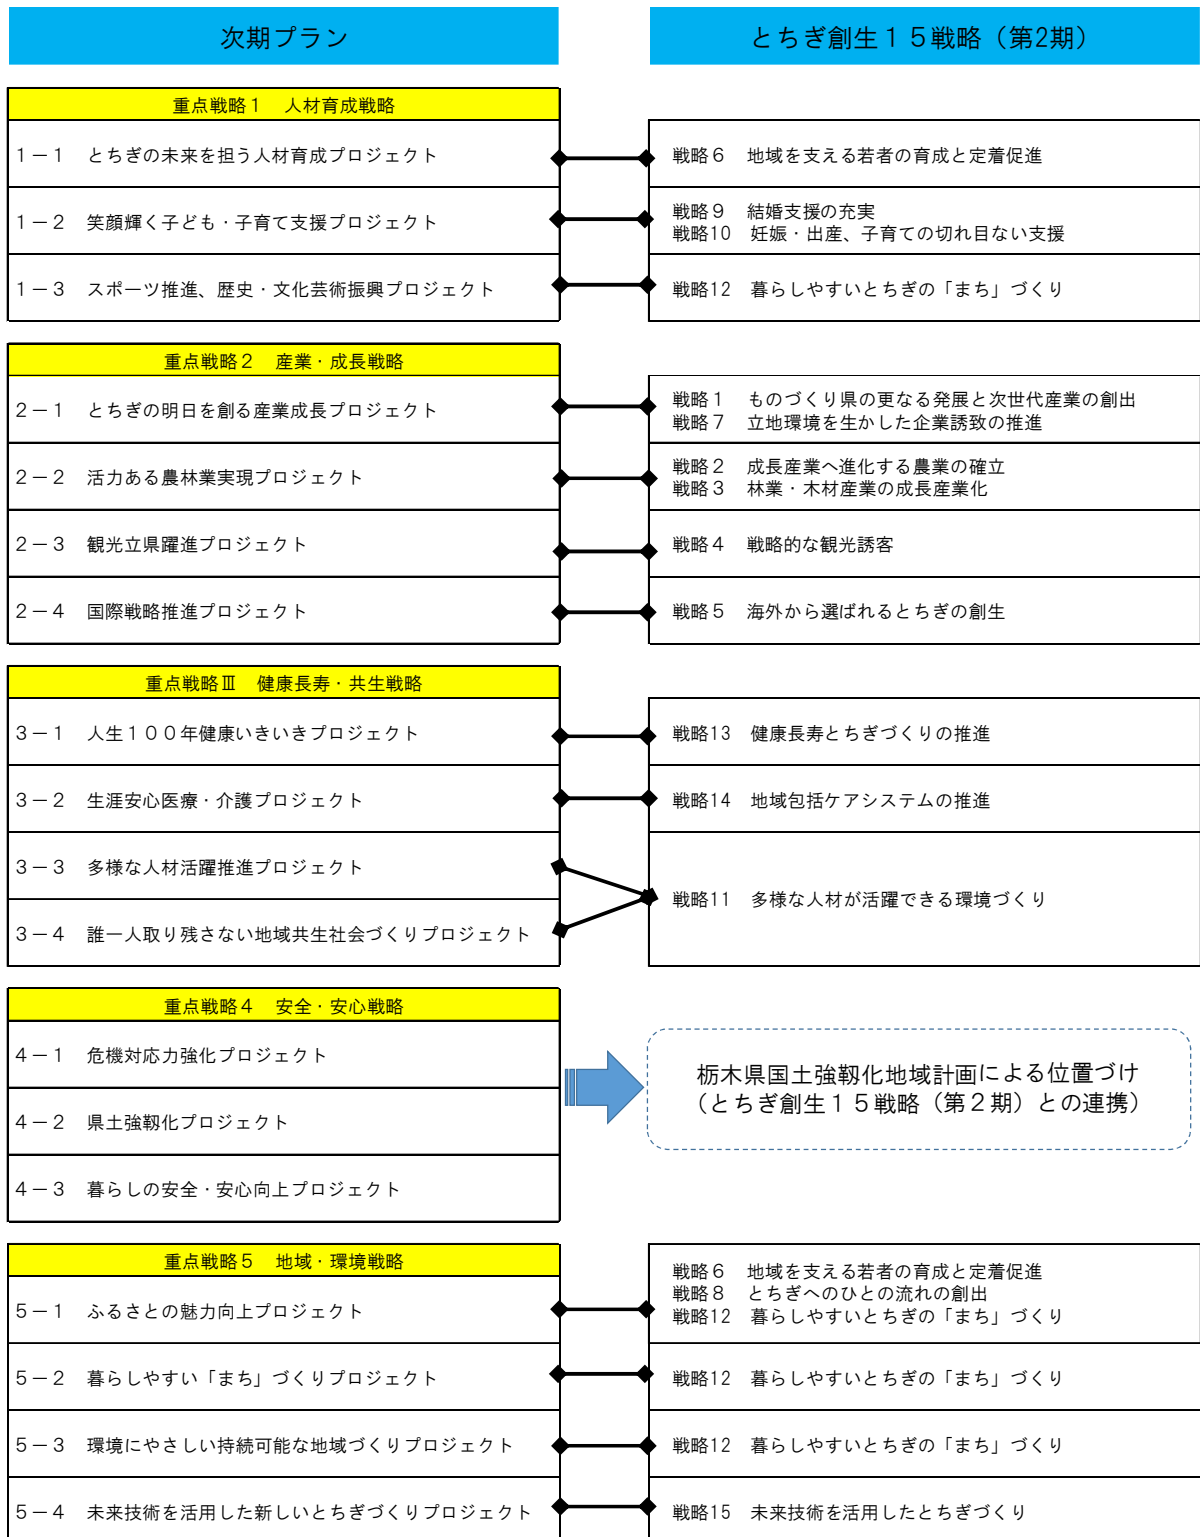 次期プラン
とちぎ創生１５戦略（第2期）
重点戦略１　人材育成戦略
１－１　とちぎの未来を担う人材育成プロジェクト
戦略６　地域を支える若者の育成と定着促進
１－２　笑顔輝く子ども・子育て支援プロジェクト
戦略９　結婚支援の充実
戦略10　妊娠・出産、子育ての切れ目ない支援
１－３　スポーツ推進、歴史・文化芸術振興プロジェクト
戦略12　暮らしやすいとちぎの「まち」づくり
重点戦略２　産業・成長戦略
２－１　とちぎの明日を創る産業成長プロジェクト
戦略１　ものづくり県の更なる発展と次世代産業の創出
戦略７　立地環境を生かした企業誘致の推進
２－２　活力ある農林業実現プロジェクト
戦略２　成長産業へ進化する農業の確立
戦略３　林業・木材産業の成長産業化
２－３　観光立県躍進プロジェクト
戦略４　戦略的な観光誘客
２－４　国際戦略推進プロジェクト
戦略５　海外から選ばれるとちぎの創生
重点戦略Ⅲ　健康長寿・共生戦略
３－１　人生１００年健康いきいきプロジェクト
戦略13　健康長寿とちぎづくりの推進
３－２　生涯安心医療・介護プロジェクト
戦略14　地域包括ケアシステムの推進
３－３　多様な人材活躍推進プロジェクト
戦略11　多様な人材が活躍できる環境づくり
３－４　誰一人取り残さない地域共生社会づくりプロジェクト
重点戦略４　安全・安心戦略
４－１　危機対応力強化プロジェクト
４－２　県土強靱化プロジェクト
４－３　暮らしの安全・安心向上プロジェクト
栃木県国土強靱化地域計画による位置づけ
（とちぎ創生１５戦略（第２期）との連携）
重点戦略５　地域・環境戦略
５－１　ふるさとの魅力向上プロジェクト
戦略６　地域を支える若者の育成と定着促進
戦略８　とちぎへのひとの流れの創出
戦略12　暮らしやすいとちぎの「まち」づくり
５－２　暮らしやすい「まち」づくりプロジェクト
戦略12　暮らしやすいとちぎの「まち」づくり
５－３　環境にやさしい持続可能な地域づくりプロジェクト
戦略12　暮らしやすいとちぎの「まち」づくり
５－４　未来技術を活用した新しいとちぎづくりプロジェクト
戦略15　未来技術を活用したとちぎづくり